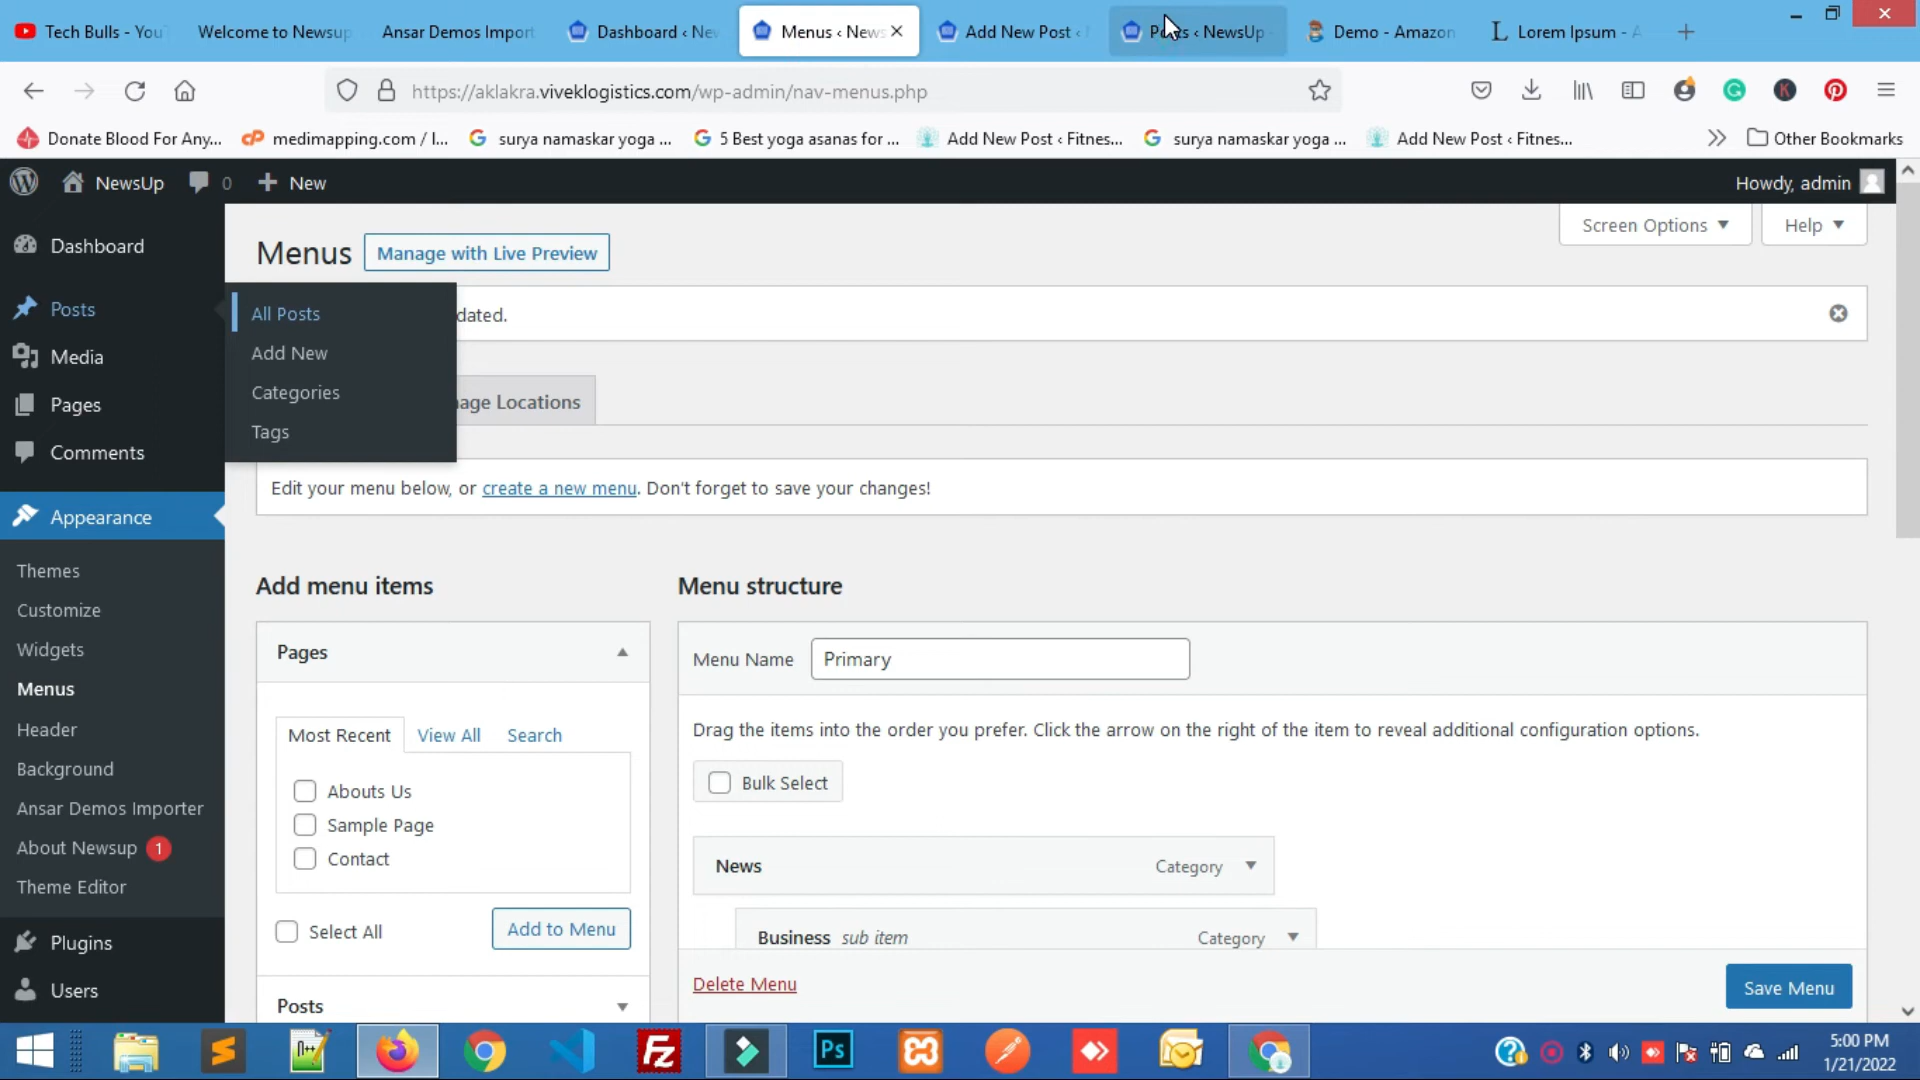 Tech Bulls - You
Welcome to Newsup
Ansar Demos Import
Dashboard ‹ New
Menus ‹ News
Add New Post ‹
Posts ‹ NewsUp
Demo - Amazon
Lorem Ipsum - A
https://aklakra.viveklogistics.com/wp-admin/nav-menus.php
Donate Blood For Any...
medimapping.com / l...
surya namaskar yoga ...
5 Best yoga asanas for ...
Add New Post ‹ Fitnes...
surya namaskar yoga ...
Add New Post ‹ Fitnes...
Other Bookmarks
NewsUp
0
New
Howdy, admin
Screen Options
Help
Dashboard
Posts
Media
Pages
Comments
Appearance
Themes
Customize
Widgets
Menus
Header
Background
Ansar Demos Importer
About Newsup 1
Theme Editor
Plugins
Users
All Posts
Add New
Categories
Tags
Menus
Manage with Live Preview
dated.
nage Locations
Edit your menu below, or create a new menu. Don't forget to save your changes!
Add menu items
Pages
Most Recent
View All
Search
Abouts Us
Sample Page
Contact
Select All
Add to Menu
Posts
Menu structure
Menu Name
Primary
Drag the items into the order you prefer. Click the arrow on the right of the item to reveal additional configuration options.
Bulk Select
News
Category
Business sub item
Category
Delete Menu
Save Menu
Ps
5:00 PM
1/21/2022